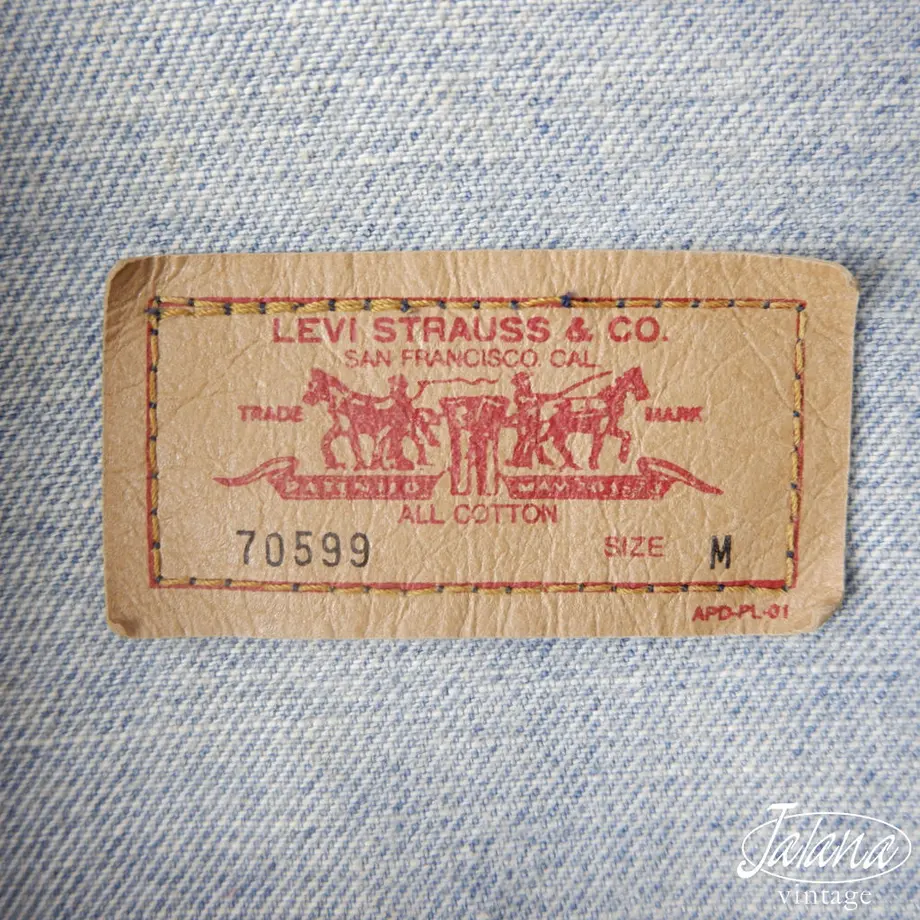 LEVI STRAUSS & CO.
SAN FRANCISCO. CAL.
TRADE MARK
ALL COTTON
70599 SIZE M
APD-PL-01
Jalana
vintage